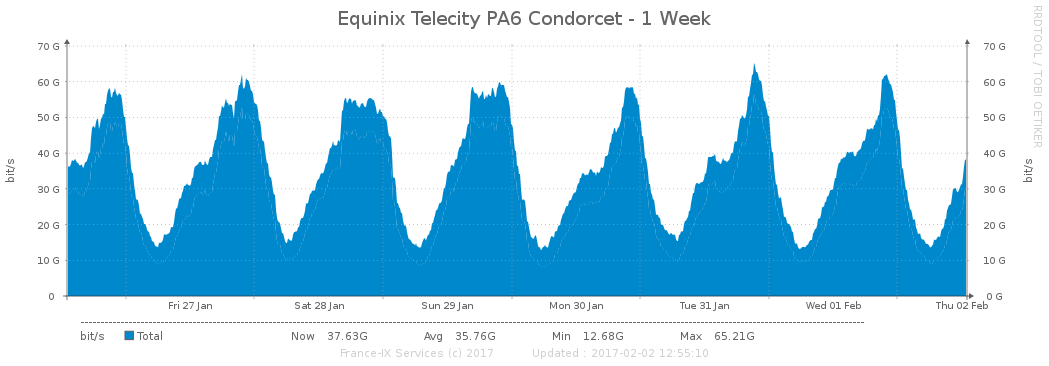 Equinix Telecity PA6 Condorcet - 1 Week
RRDTOOL / TOBI OETIKER
70 G 70 G
60 G 60 G
50 G 50 G
40 G 40 G
30 G 30 G
20 G 20 G
10 G 10 G
0 0 G
bit/s
bit/s
Fri 27 Jan Sat 28 Jan Sun 29 Jan Mon 30 Jan Tue 31 Jan Wed 01 Feb Thu 02 Feb
bit/s Total Now 37.63G Avg 35.76G Min 12.68G Max 65.21G
France-IX Services (c) 2017 Updated : 2017-02-02 12:55:10